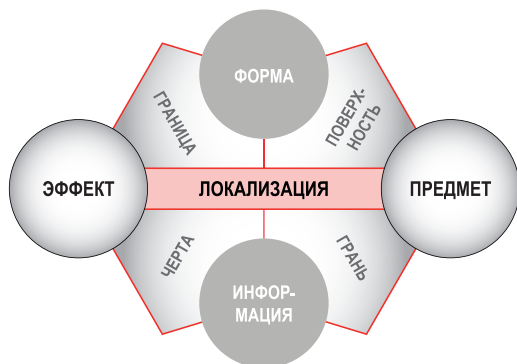 ФОРМА
ГРАНИЦА
ПОВЕРХ-
НОСТЬ
ЭФФЕКТ
ЛОКАЛИЗАЦИЯ
ПРЕДМЕТ
ЧЕРТА
ГРАНЬ
ИНФОР-
МАЦИЯ